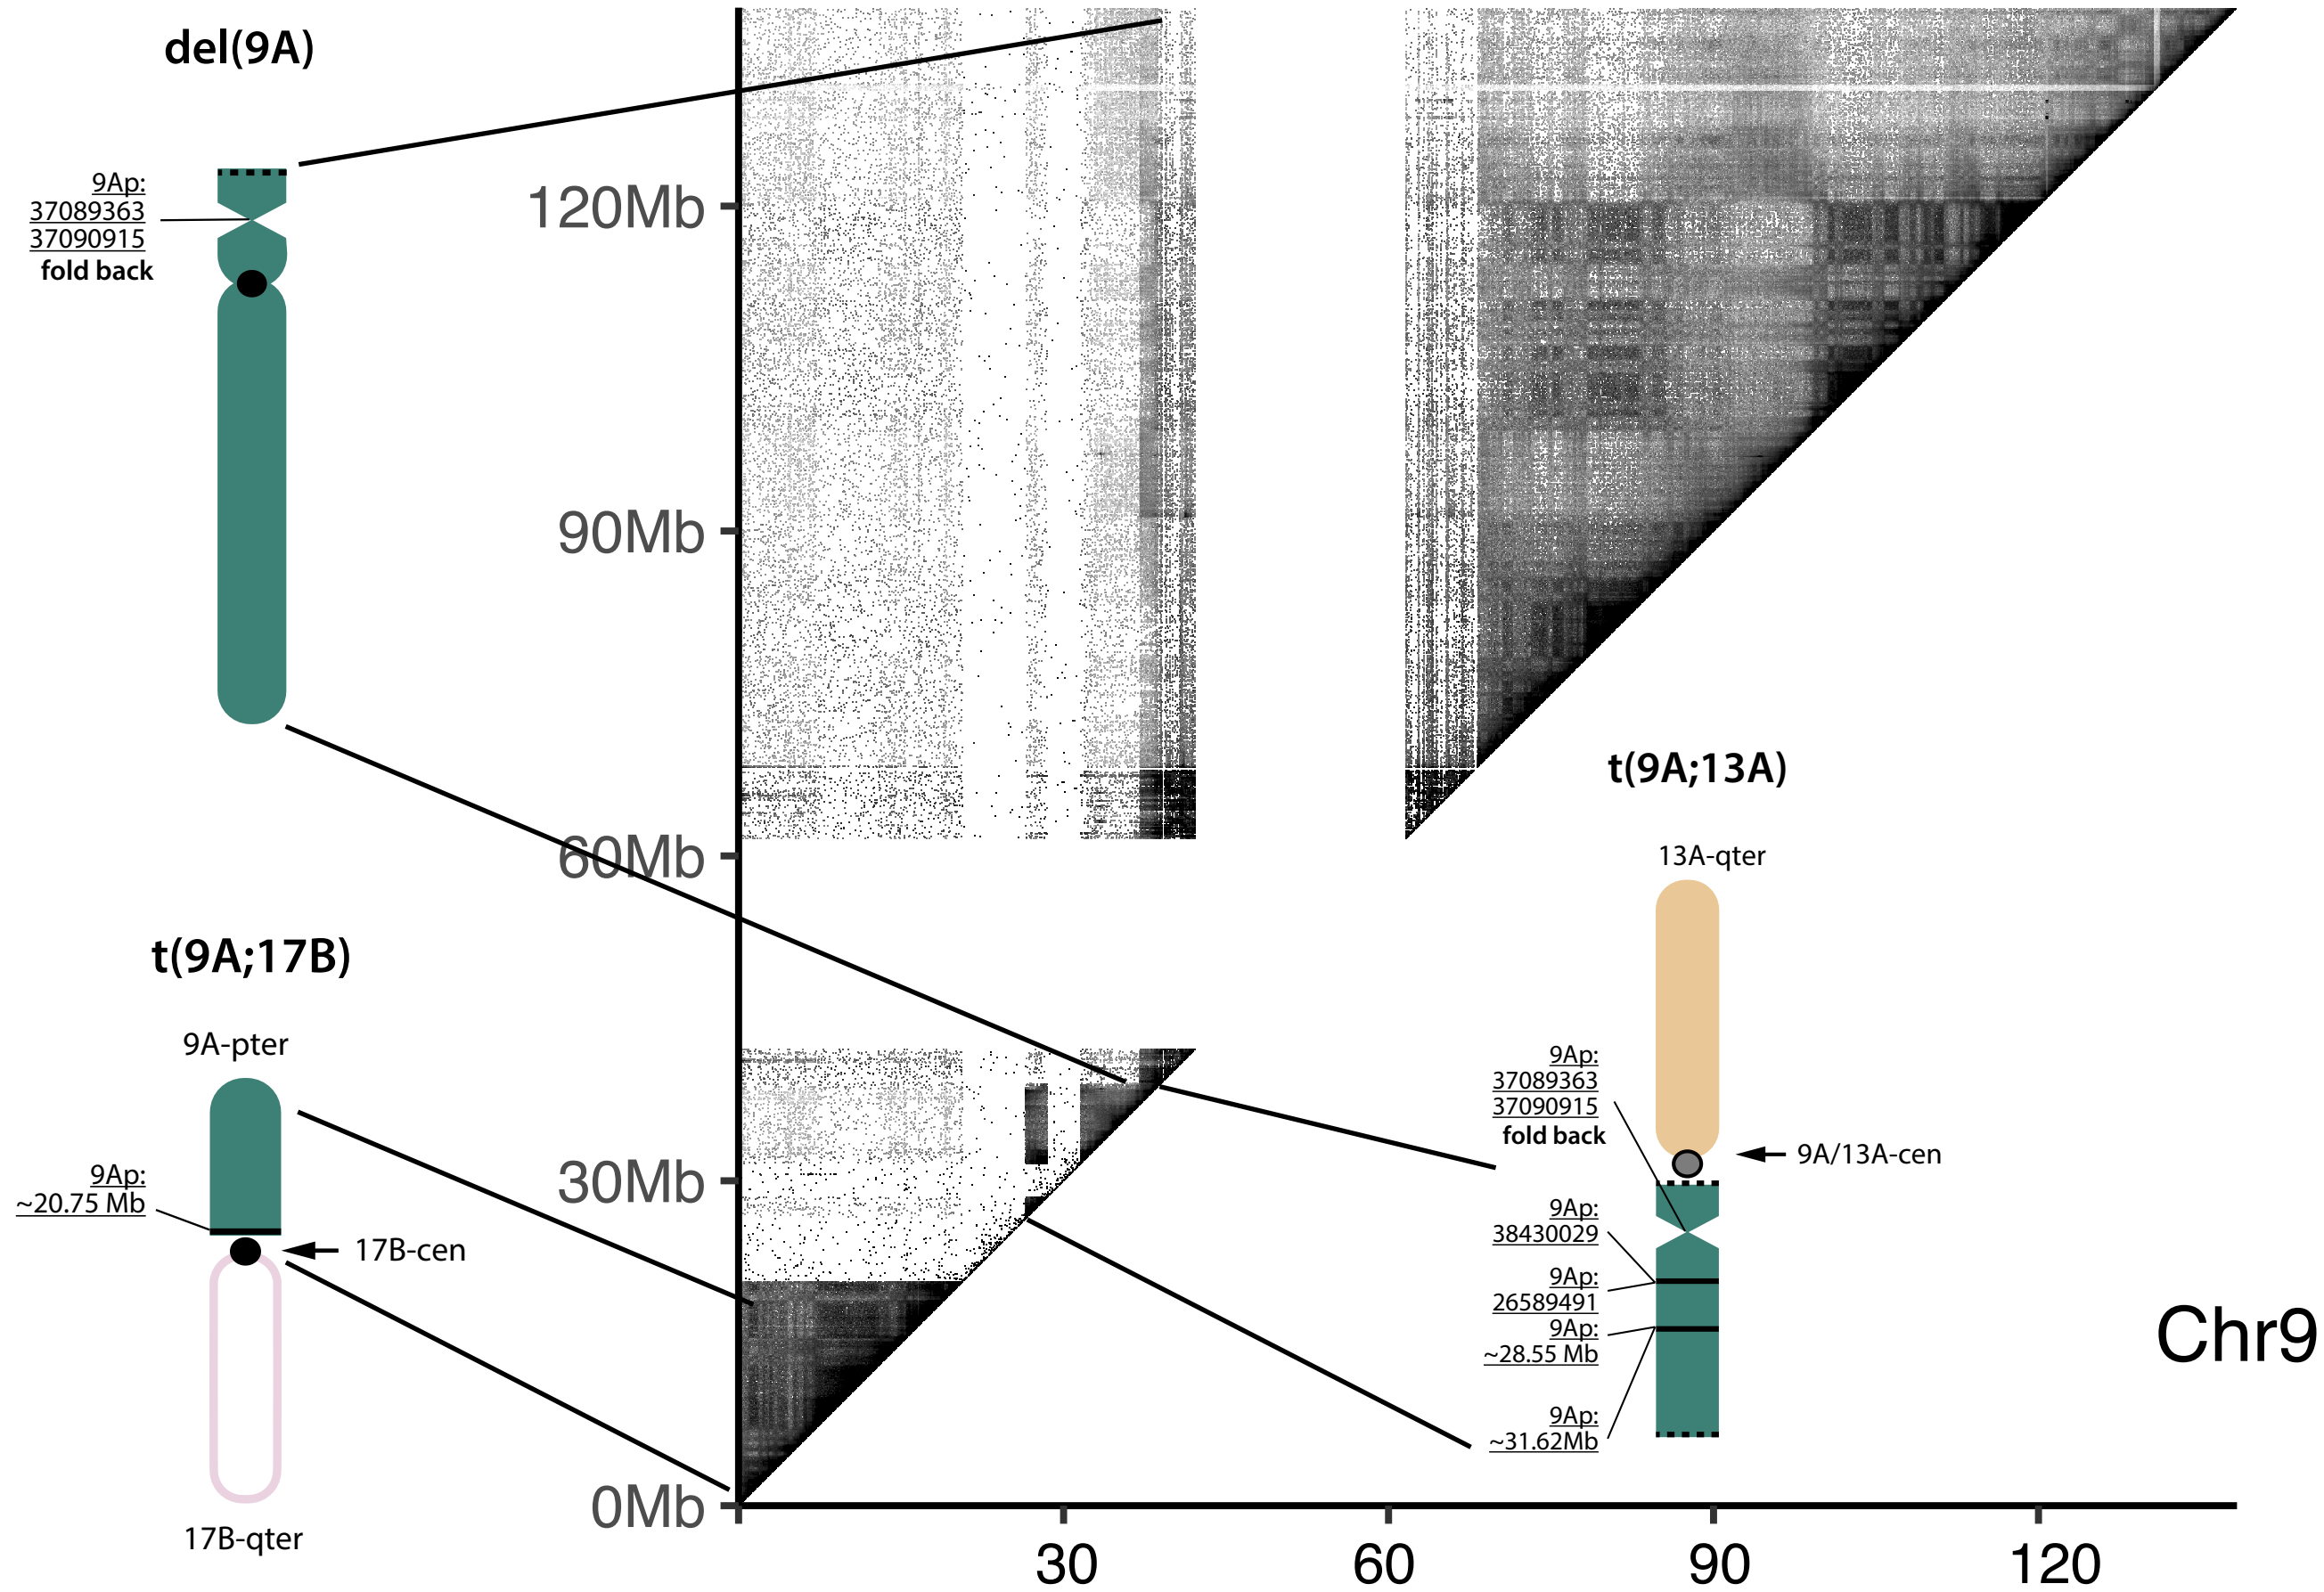 del(9A)
9Ap:
37089363
37090915
fold back
120Mb
90Mb
60Mb
30Mb
0Mb
t(9A;17B)
9A-pter
9Ap:
~20.75 Mb
17B-cen
17B-qter
t(9A;13A)
13A-qter
9Ap:
37089363
37090915
fold back
9A/13A-cen
9Ap:
38430029
9Ap:
26589491
9Ap:
~28.55 Mb
9Ap:
~31.62Mb
Chr9
30
60
90
120